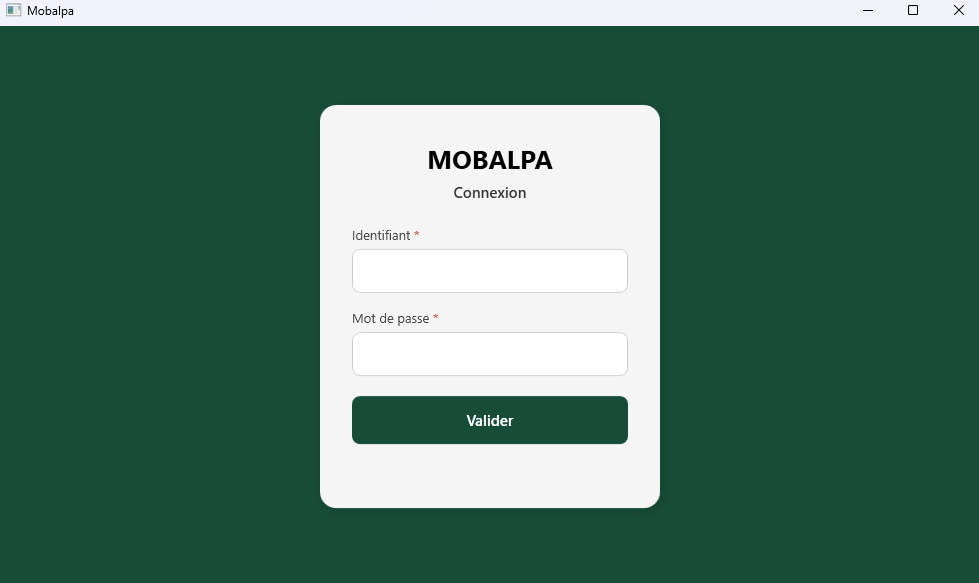 Mobalpa
MOBALPA
Connexion
Identifiant *
Mot de passe *
Valider